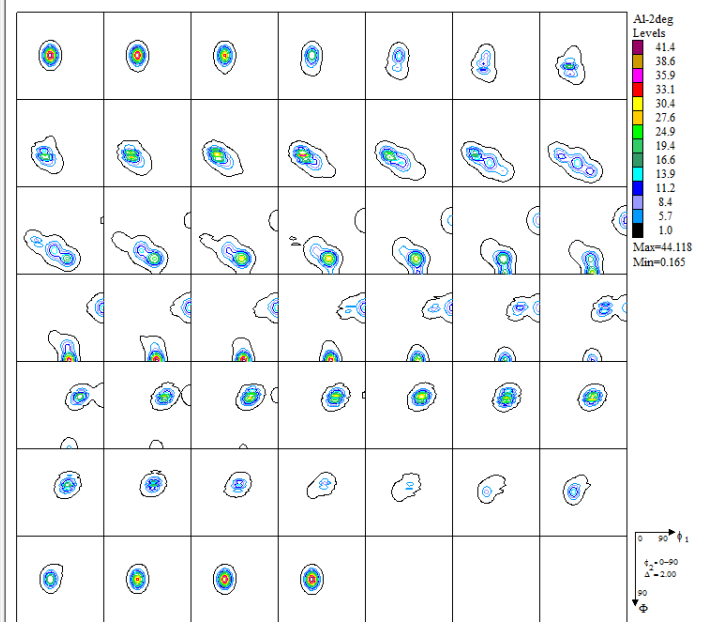 Al-2deg
Levels
41.4
38.6
35.9
33.1
30.4
27.6
24.9
19.4
16.6
13.9
11.2
8.4
5.7
1.0
Max=44.118
Min=0.165
0 90 ϕ1
ϕ2=0-90
Δ=2.00
90
Φ